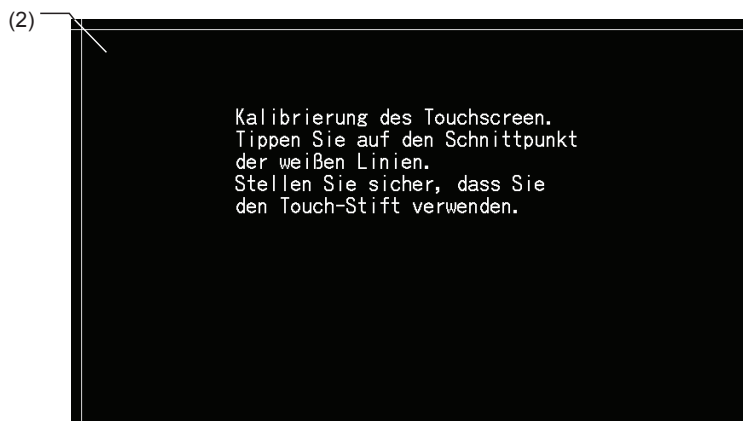 (2)
Kalibrierung des Touchscreen.
Tippen Sie auf den Schnittpunkt
der weißen Linien.
Stellen Sie sicher, dass Sie
den Touch-Stift verwenden.